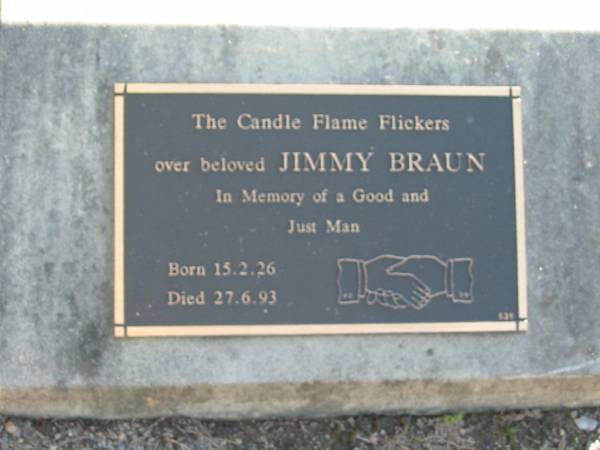 The Candle Flame Flickers
over beloved JIMMY BRAUN
In Memory of a Good and
Just Man
Born 15.2.26
Died 27.6.93